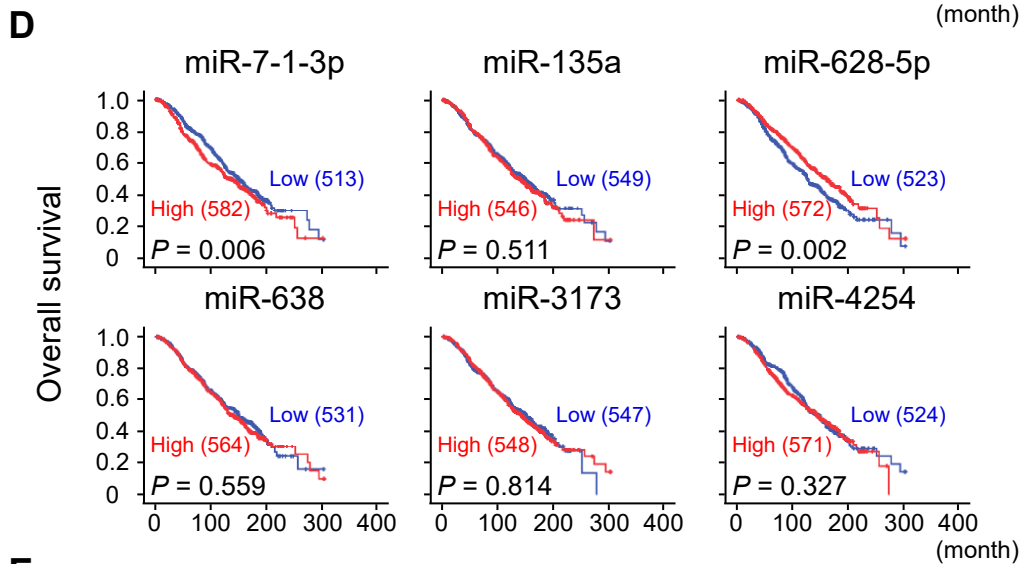 D
(month)
miR-7-1-3p
miR-135a
miR-628-5p
Overall survival
1.0
0.8
0.6
0.4
0.2
0
Low (513)
High (582)
P = 0.006
Low (549)
High (546)
P = 0.511
Low (523)
High (572)
P = 0.002
miR-638
miR-3173
miR-4254
1.0
0.8
0.6
0.4
0.2
0
Low (531)
High (564)
P = 0.559
Low (547)
High (548)
P = 0.814
Low (524)
High (571)
P = 0.327
0 100 200 300 400
0 100 200 300 400
0 100 200 300 400
(month)